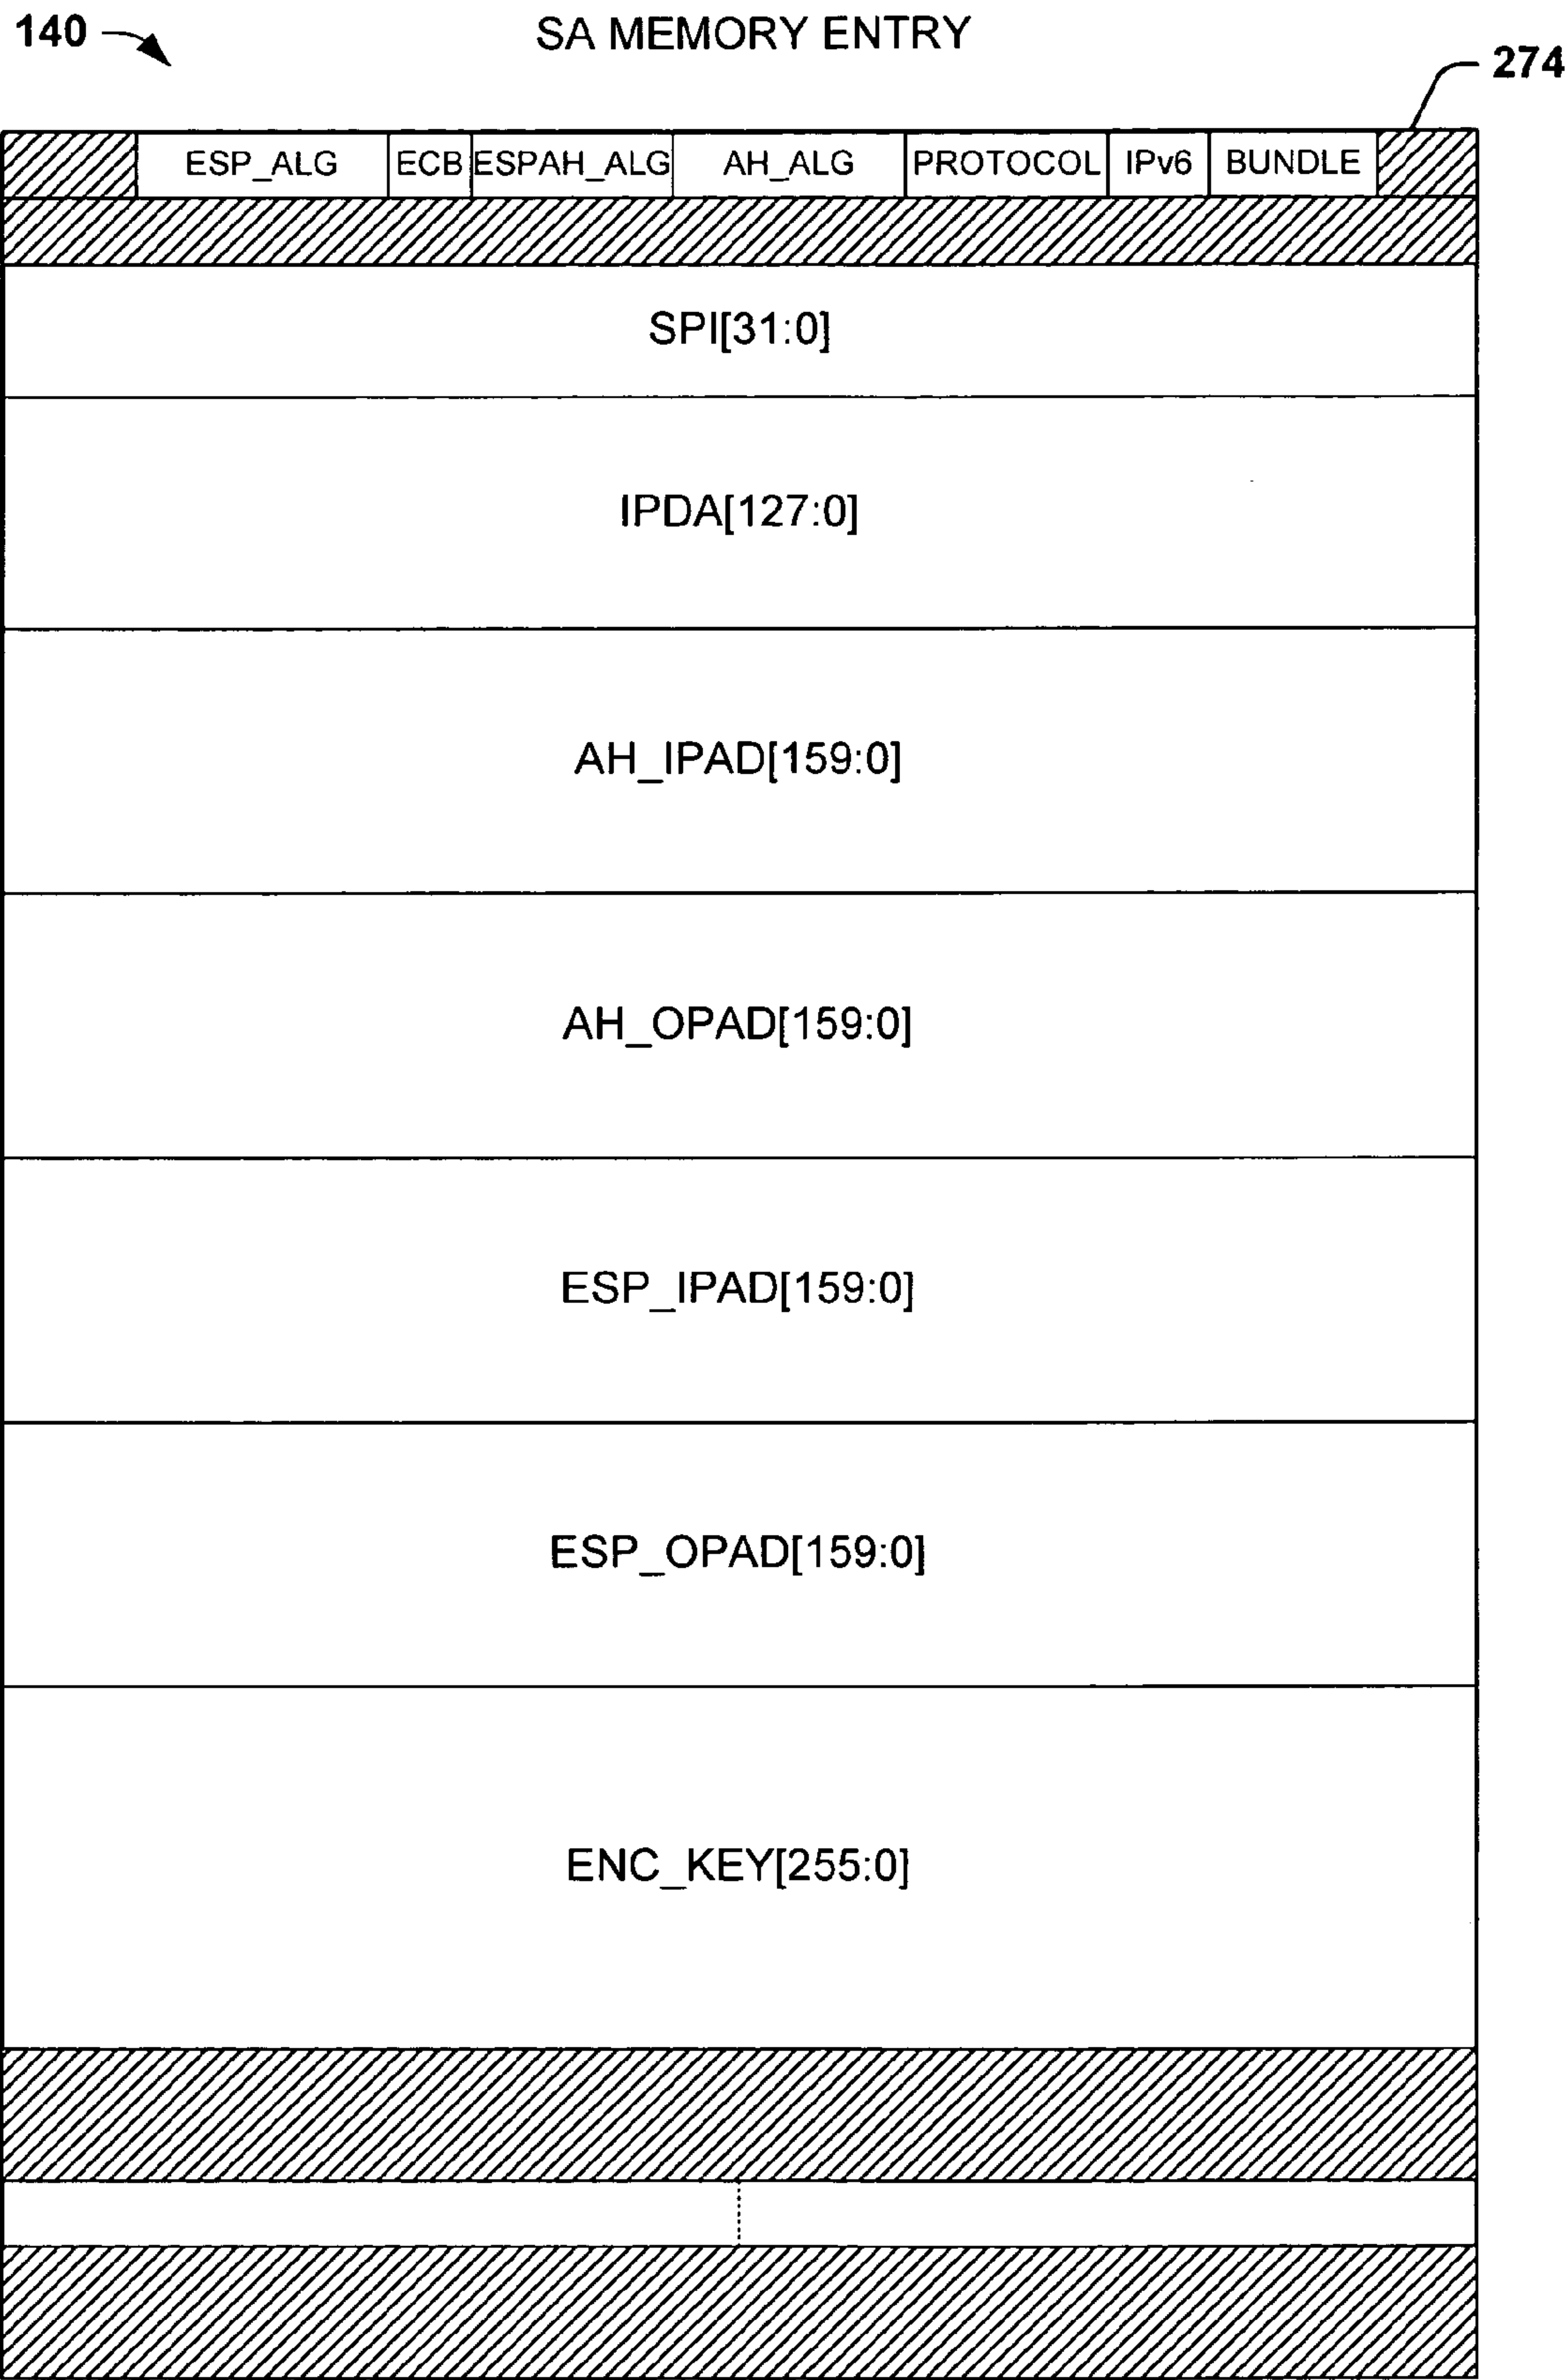 140
SA MEMORY ENTRY
274
ESP_ALG ECB ESPAH_ALG AH_ALG PROTOCOL IPv6 BUNDLE
SPI[31:0]
IPDA[127:0]
AH_IPAD[159:0]
AH_OPAD[159:0]
ESP_IPAD[159:0]
ESP_OPAD[159:0]
ENC_KEY[255:0]